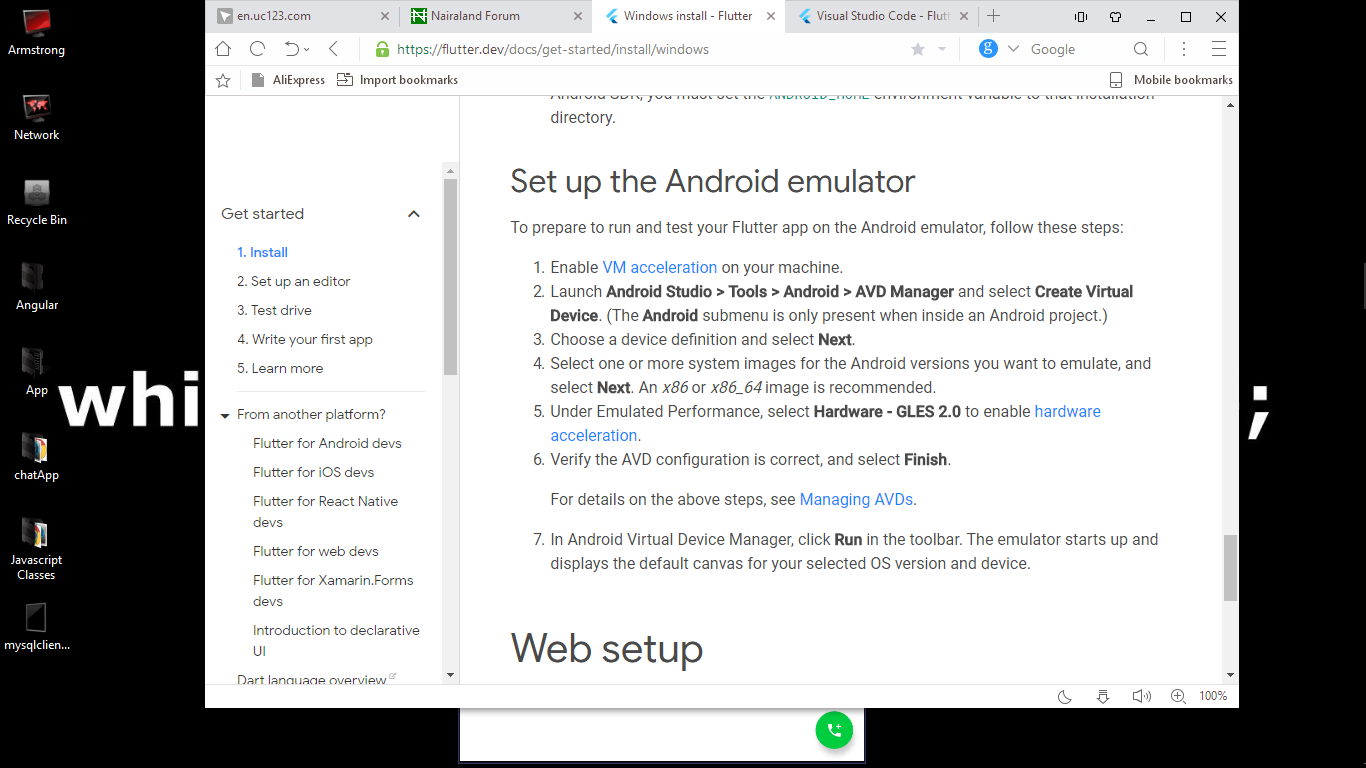 Armstrong
Network
Recycle Bin
Angular
App
chatApp
Javascript
Classes
mysqlclien...
whi
;
en.uc123.com
Nairaland Forum
Windows install - Flutter
Visual Studio Code - Flutt
https://flutter.dev/docs/get-started/install/windows
g
Google
AliExpress
Import bookmarks
Mobile bookmarks
Get started
1. Install
2. Set up an editor
3. Test drive
4. Write your first app
5. Learn more
From another platform?
Flutter for Android devs
Flutter for iOS devs
Flutter for React Native
devs
Flutter for web devs
Flutter for Xamarin.Forms
devs
Introduction to declarative
UI
Dart language overview
Android SDK, you must set the ANDROID_HOME environment variable to that installation
directory.
Set up the Android emulator
To prepare to run and test your Flutter app on the Android emulator, follow these steps:
1. Enable VM acceleration on your machine.
2. Launch Android Studio > Tools > Android > AVD Manager and select Create Virtual
Device. (The Android submenu is only present when inside an Android project.)
3. Choose a device definition and select Next.
4. Select one or more system images for the Android versions you want to emulate, and
select Next. An x86 or x86_64 image is recommended.
5. Under Emulated Performance, select Hardware - GLES 2.0 to enable hardware
acceleration.
6. Verify the AVD configuration is correct, and select Finish.
For details on the above steps, see Managing AVDs.
7. In Android Virtual Device Manager, click Run in the toolbar. The emulator starts up and
displays the default canvas for your selected OS version and device.
Web setup
100%